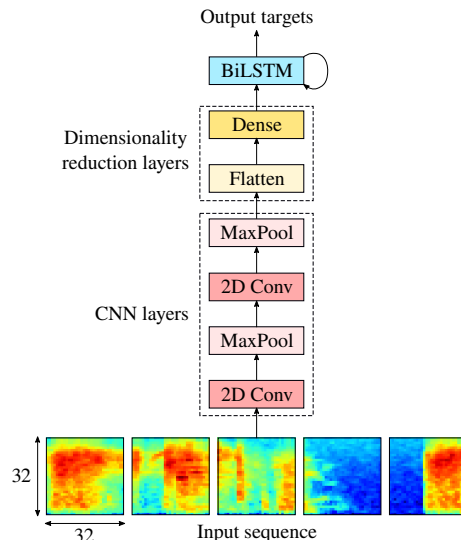 Output targets
BiLSTM
Dense
Dimensionality
reduction layers
Flatten
MaxPool
2D Conv
CNN layers
MaxPool
2D Conv
32
32
Input sequence